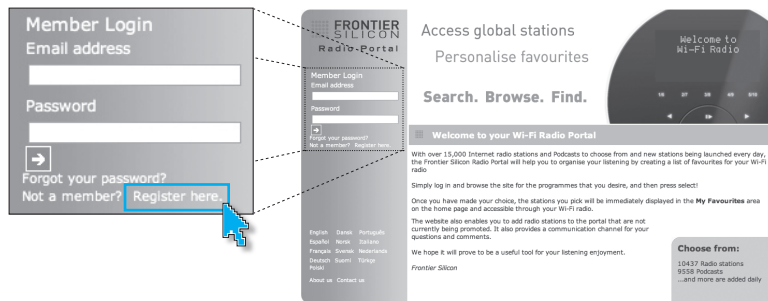 Member Login
Email address
Password
Forgot your password?
Not a member? Register here.
FRONTIER
SILICON
Radio-Portal
Member Login
Email address
Password
Forgot your password?
Not a member? Register here.
English Dansk Português
Español Norsk Italiano
Français Svensk Nederlands
Deutsch Suomi Türkçe
Polski
About us Contact us
Access global stations
Personalise favourites
Search. Browse. Find.
Welcome to
Wi-Fi Radio
1/6 2/7 3/8 4/9 5/10
Welcome to your Wi-Fi Radio Portal
With over 15,000 Internet radio stations and Podcasts to choose from and new stations being launched every day,
the Frontier Silicon Radio Portal will help you to organise your listening by creating a list of favourites for your Wi-Fi
radio
Simply log in and browse the site for the programmes that you desire, and then press select!
Once you have made your choice, the stations you pick will be immediately displayed in the My Favourites area
on the home page and accessible through your Wi-Fi radio.
The website also enables you to add radio stations to the portal that are not
currently being promoted. It also provides a communication channel for your
questions and comments.
We hope it will prove to be a useful tool for your listening enjoyment.
Frontier Silicon
Choose from:
10437 Radio stations
9558 Podcasts
...and more are added daily